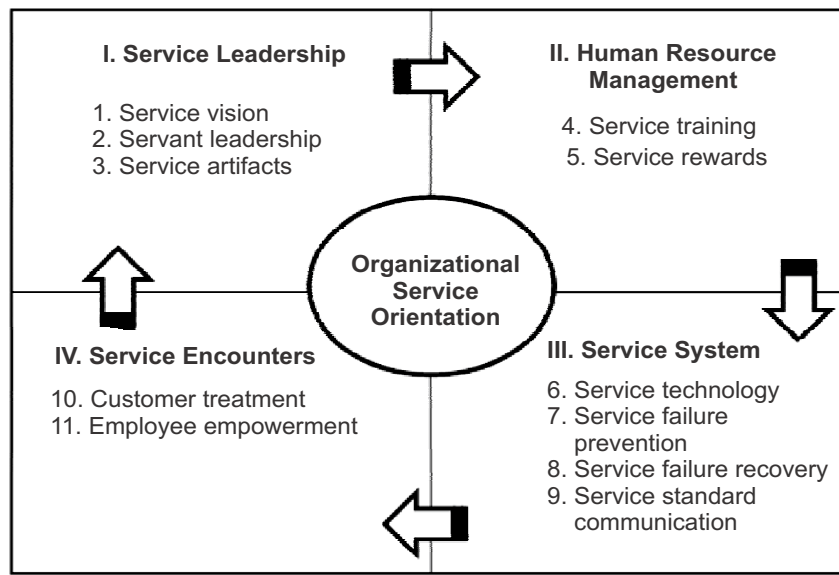 I. Service Leadership
1. Service vision
2. Servant leadership
3. Service artifacts
II. Human Resource
Management
4. Service training
5. Service rewards
Organizational
Service
Orientation
IV. Service Encounters
10. Customer treatment
11. Employee empowerment
III. Service System
6. Service technology
7. Service failure
prevention
8. Service failure recovery
9. Service standard
communication